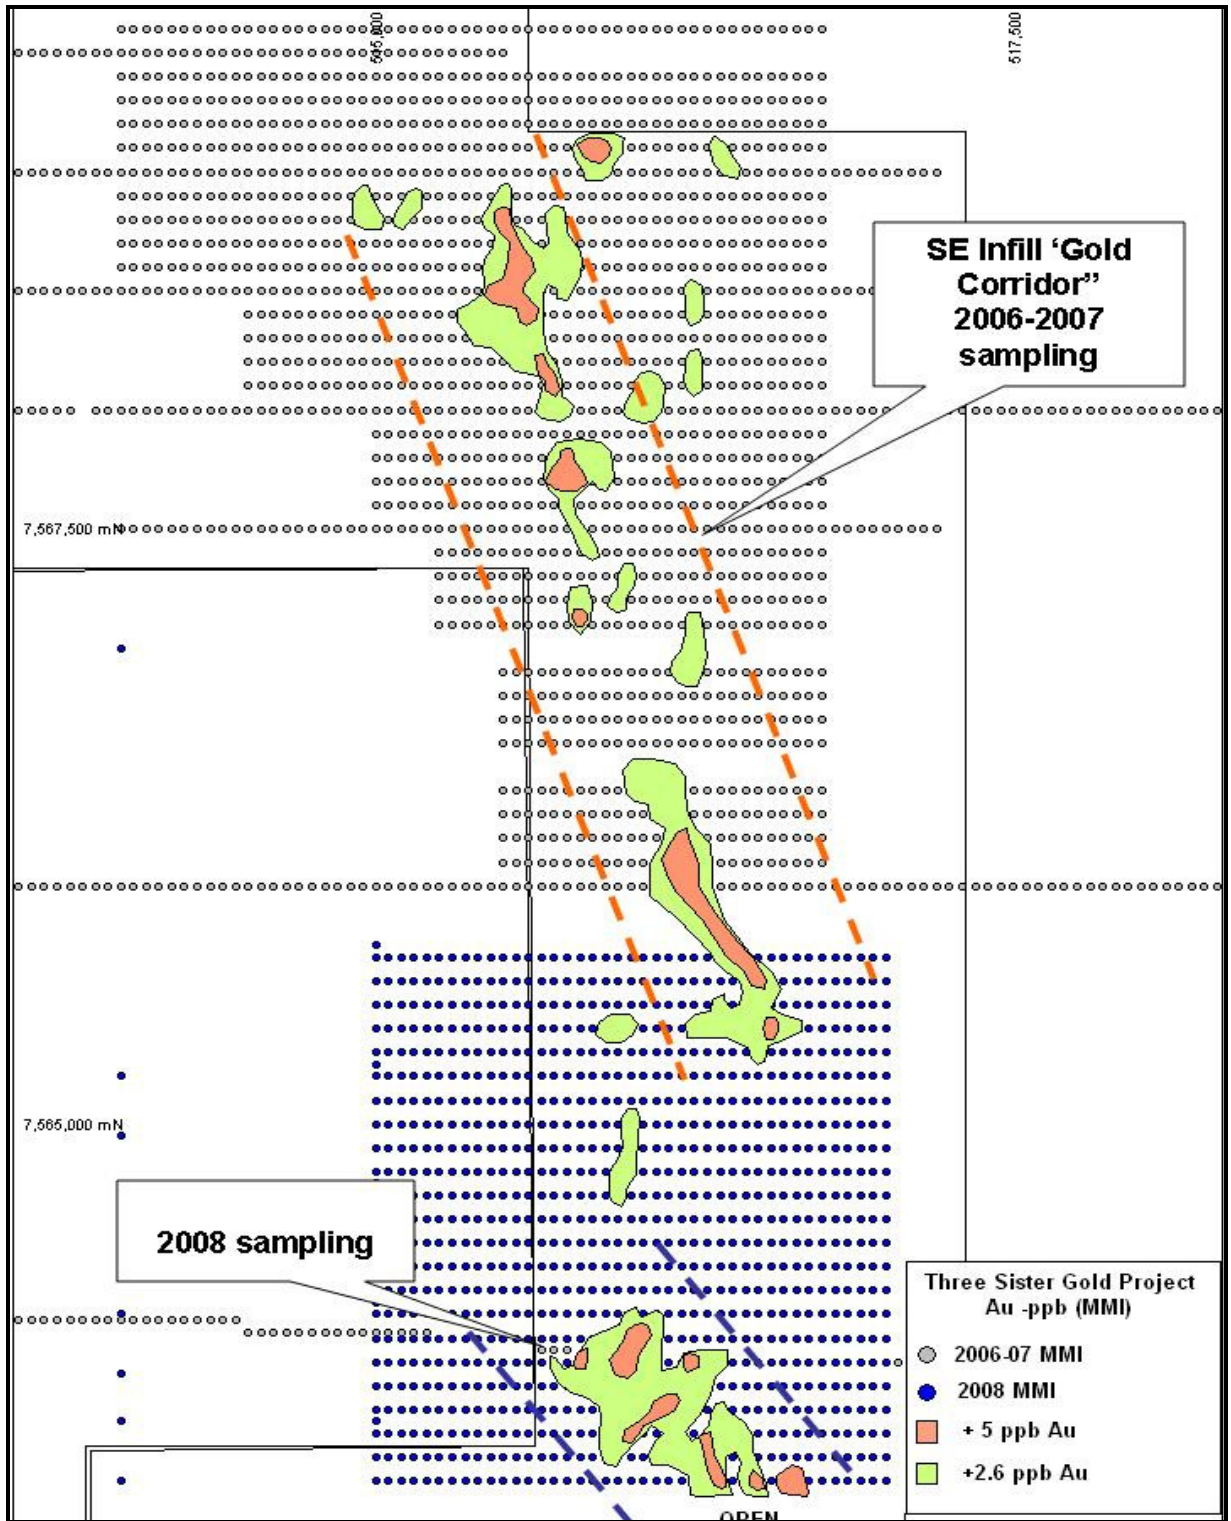 517,500
SE Infill ‘Gold
Corridor”
2006-2007
sampling
7,567,500 mN
7,565,000 mN
2008 sampling
Three Sister Gold Project
Au -ppb (MMI)
2006-07 MMI
2008 MMI
+ 5 ppb Au
+2.6 ppb Au
OPEN